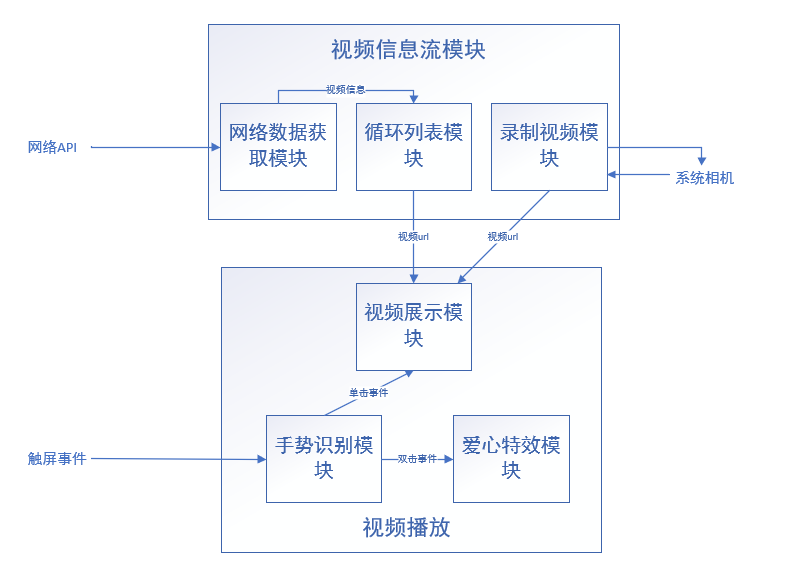 视频信息流模块
视频信息
网络数据获
取模块
循环列表模
块
录制视频模
块
网络API
系统相机
视频url
视频url
视频展示模
块
单击事件
手势识别模
块
双击事件
爱心特效模
块
触屏事件
视频播放